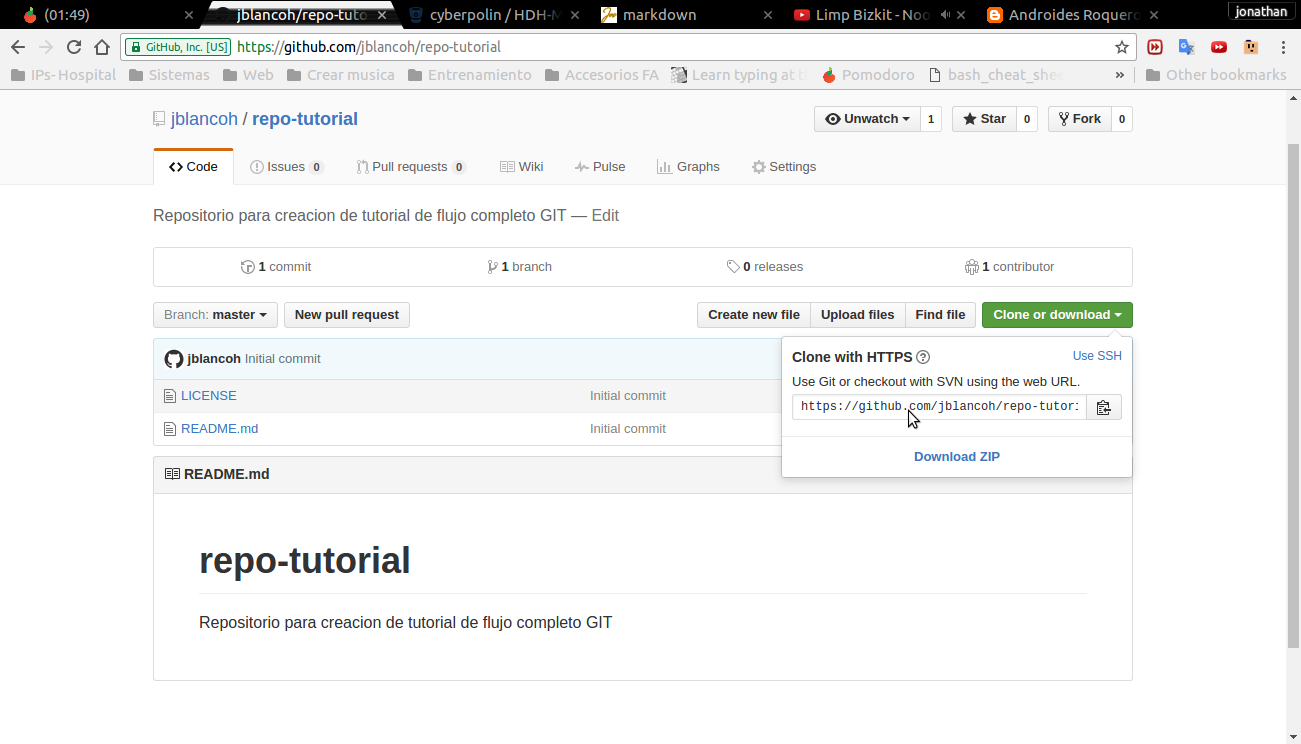 (01:49) jblancoh/repo-tuto cyberpolin / HDH-M markdown Limp Bizkit - Noo Androides Roquero jonathan
GitHub, Inc. [US] https://github.com/jblancoh/repo-tutorial
IPs-Hospital Sistemas Web Crear musica Entrenamiento Accesorios FA Learn typing at t Pomodoro bash_cheat_shee » Other bookmarks
jblancoh / repo-tutorial Unwatch 1 Star 0 Fork 0
Code Issues 0 Pull requests 0 Wiki Pulse Graphs Settings
Repositorio para creacion de tutorial de flujo completo GIT — Edit
1 commit 1 branch 0 releases 1 contributor
Branch: master New pull request Create new file Upload files Find file Clone or download
jblancoh Initial commit
Clone with HTTPS Use SSH
Use Git or checkout with SVN using the web URL.
https://github.com/jblancoh/repo-tutori
Download ZIP
LICENSE Initial commit
README.md Initial commit
README.md
repo-tutorial
Repositorio para creacion de tutorial de flujo completo GIT